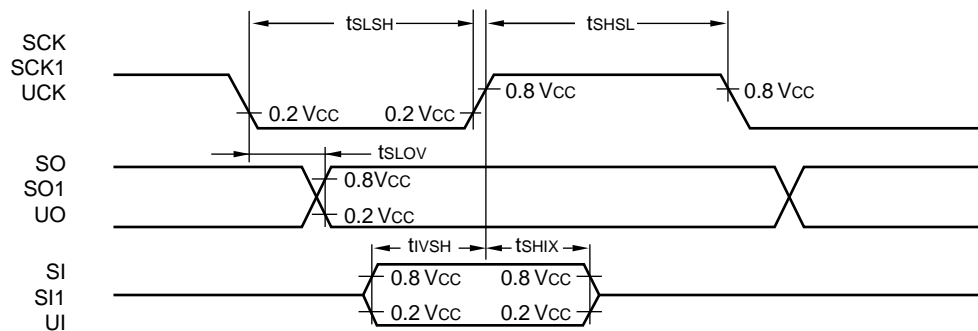 tSLSH tSHSL
SCK
SCK1
UCK
0.8 VCC 0.8 VCC
0.2 VCC 0.2 VCC
tSLOV
SO
SO1
UO
0.8VCC
0.2 VCC
tIVSH tSHIX
SI
SI1
UI
0.8 VCC 0.8 VCC
0.2 VCC 0.2 VCC